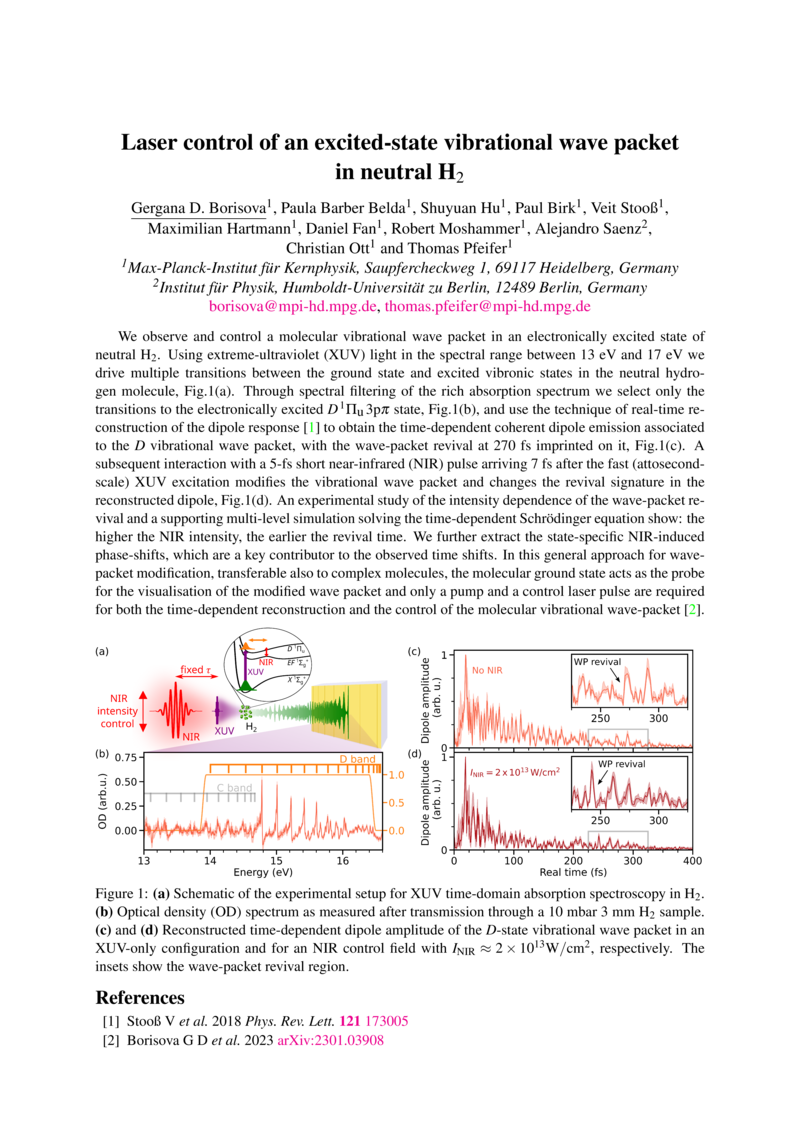 Laser control of an excited-state vibrational wave packet
in neutral H₂
Gergana D. Borisova¹, Paula Barber Belda¹, Shuyuan Hu¹, Paul Birk¹, Veit Stooß¹,
Maximilian Hartmann¹, Daniel Fan¹, Robert Moshammer¹, Alejandro Saenz²,
Christian Ott¹ and Thomas Pfeifer¹
¹Max-Planck-Institut für Kernphysik, Saupfercheckweg 1, 69117 Heidelberg, Germany
²Institut für Physik, Humboldt-Universität zu Berlin, 12489 Berlin, Germany
borisova@mpi-hd.mpg.de, thomas.pfeifer@mpi-hd.mpg.de
We observe and control a molecular vibrational wave packet in an electronically excited state of
neutral H₂. Using extreme-ultraviolet (XUV) light in the spectral range between 13 eV and 17 eV we
drive multiple transitions between the ground state and excited vibronic states in the neutral hydro-
gen molecule, Fig.1(a). Through spectral filtering of the rich absorption spectrum we select only the
transitions to the electronically excited D ¹Πᵤ 3pπ state, Fig.1(b), and use the technique of real-time re-
construction of the dipole response [1] to obtain the time-dependent coherent dipole emission associated
to the D vibrational wave packet, with the wave-packet revival at 270 fs imprinted on it, Fig.1(c). A
subsequent interaction with a 5-fs short near-infrared (NIR) pulse arriving 7 fs after the fast (attosecond-
scale) XUV excitation modifies the vibrational wave packet and changes the revival signature in the
reconstructed dipole, Fig.1(d). An experimental study of the intensity dependence of the wave-packet re-
vival and a supporting multi-level simulation solving the time-dependent Schrödinger equation show: the
higher the NIR intensity, the earlier the revival time. We further extract the state-specific NIR-induced
phase-shifts, which are a key contributor to the observed time shifts. In this general approach for wave-
packet modification, transferable also to complex molecules, the molecular ground state acts as the probe
for the visualisation of the modified wave packet and only a pump and a control laser pulse are required
for both the time-dependent reconstruction and the control of the molecular vibrational wave-packet [2].
(a)
fixed τ
NIR
intensity
control
NIR
XUV
H₂
XUV
NIR
D ¹Πᵤ
EF ¹Σg⁺
X ¹Σg⁺
(b)
OD (arb.u.)
0.75
0.50
0.25
0.00
D band
C band
1.0
0.5
0.0
13 14 15 16
Energy (eV)
(c)
Dipole amplitude
(arb. u.)
1
0
No NIR
WP revival
250 300
(d)
Dipole amplitude
(arb. u.)
1
0
I_NIR = 2 x 10¹³ W/cm²
WP revival
250 300
0 100 200 300 400
Real time (fs)
Figure 1: (a) Schematic of the experimental setup for XUV time-domain absorption spectroscopy in H₂.
(b) Optical density (OD) spectrum as measured after transmission through a 10 mbar 3 mm H₂ sample.
(c) and (d) Reconstructed time-dependent dipole amplitude of the D-state vibrational wave packet in an
XUV-only configuration and for an NIR control field with I_NIR ≈ 2 × 10¹³W/cm², respectively. The
insets show the wave-packet revival region.
References
[1] Stooß V et al. 2018 Phys. Rev. Lett. 121 173005
[2] Borisova G D et al. 2023 arXiv:2301.03908